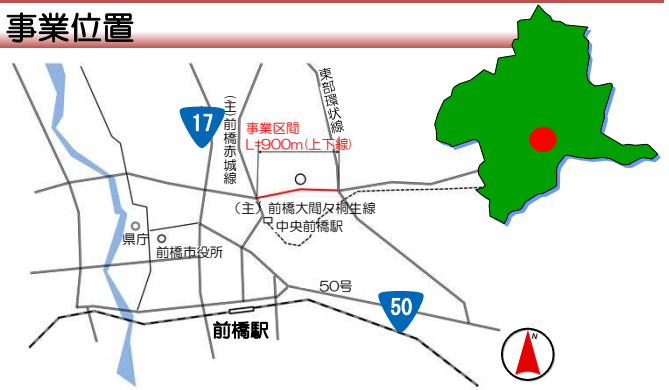 事業位置
17
(主)前橋赤城線
東部環状線
事業区間
L=900m(上下線)
(主)前橋大間々桐生線
中央前橋駅
県庁
前橋市役所
50号
50
前橋駅
N